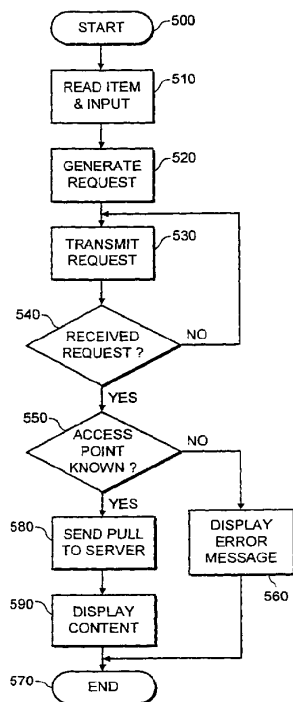 START
500
READ ITEM
& INPUT
510
GENERATE
REQUEST
520
TRANSMIT
REQUEST
530
540
RECEIVED
REQUEST ?
NO
YES
550
ACCESS
POINT
KNOWN ?
NO
YES
580
SEND PULL
TO SERVER
DISPLAY
ERROR
MESSAGE
560
590
DISPLAY
CONTENT
570
END